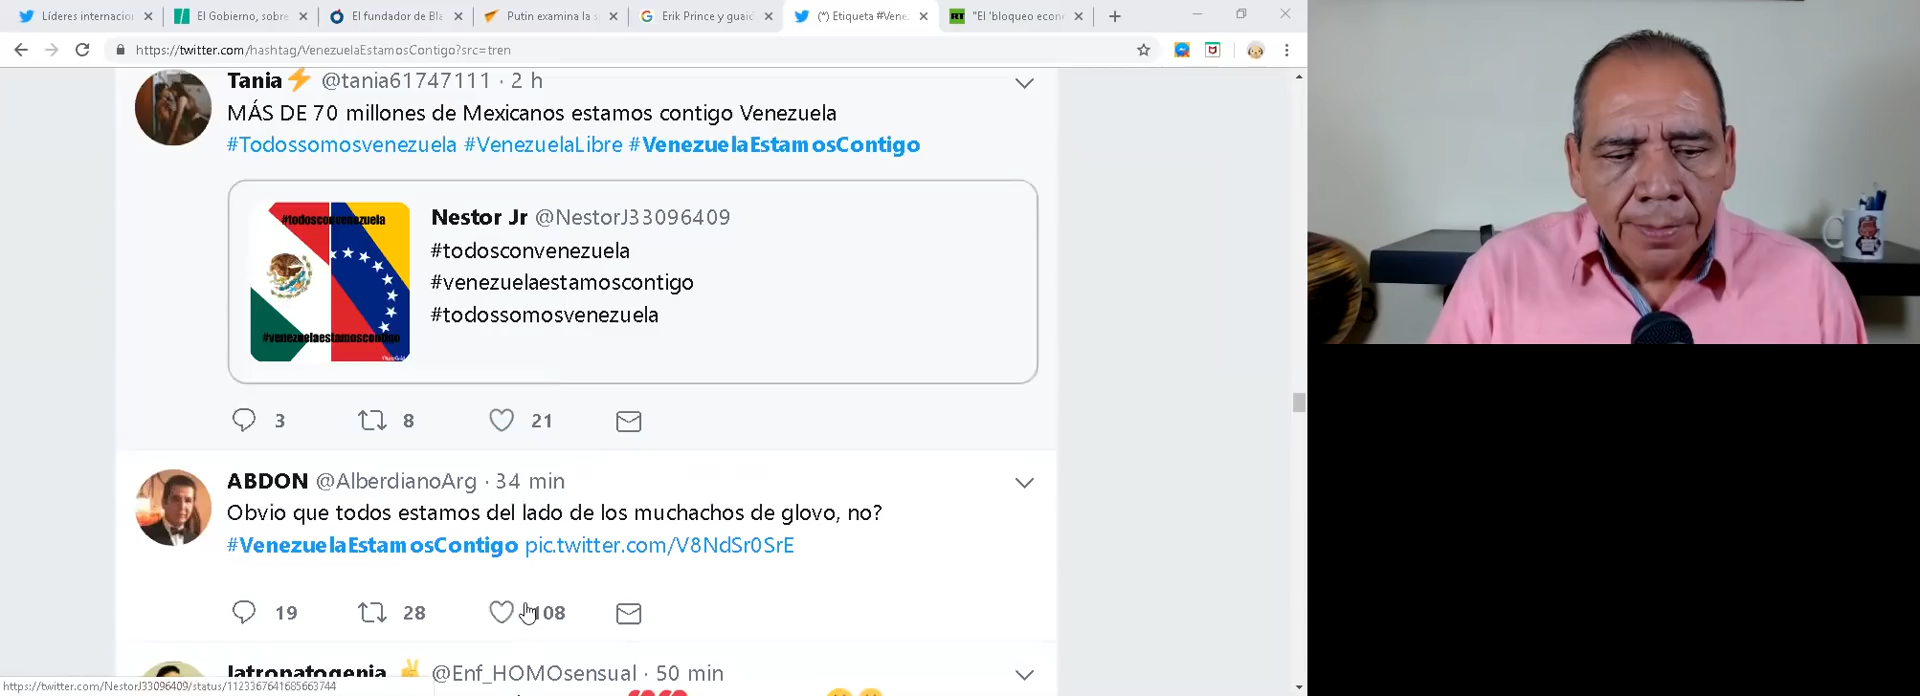 Líderes internacio
El Gobierno, sobre
El fundador de Bla
Putin examina la s
Erik Prince y guaid
(*) Etiqueta #Vene
RT "El 'bloqueo econ
https://twitter.com/hashtag/VenezuelaEstamosContigo?src=tren
Tania @tania61747111 · 2 h
MÁS DE 70 millones de Mexicanos estamos contigo Venezuela
#Todossomosvenezuela #VenezuelaLibre #VenezuelaEstamosContigo
#todosconvenezuela
#venezuelaestamoscontigo
Nestor Jr @NestorJ33096409
#todosconvenezuela
#venezuelaestamoscontigo
#todossomosvenezuela
3 8 21
ABDON @AlberdianoArg · 34 min
Obvio que todos estamos del lado de los muchachos de glovo, no?
#VenezuelaEstamosContigo pic.twitter.com/V8NdSr0SrE
19 28 108
Iatronatogenia @Enf_HOMOsensual · 50 min
https://twitter.com/NestorJ33096409/status/1123367641685663744